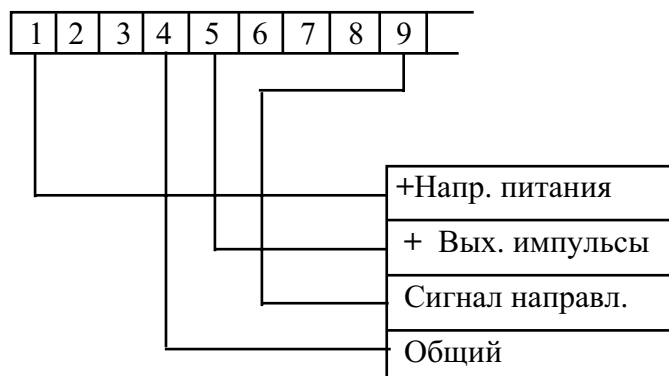 1 2 3 4 5 6 7 8 9
+Напр. питания
+ Вых. импульсы
Сигнал направл.
Общий